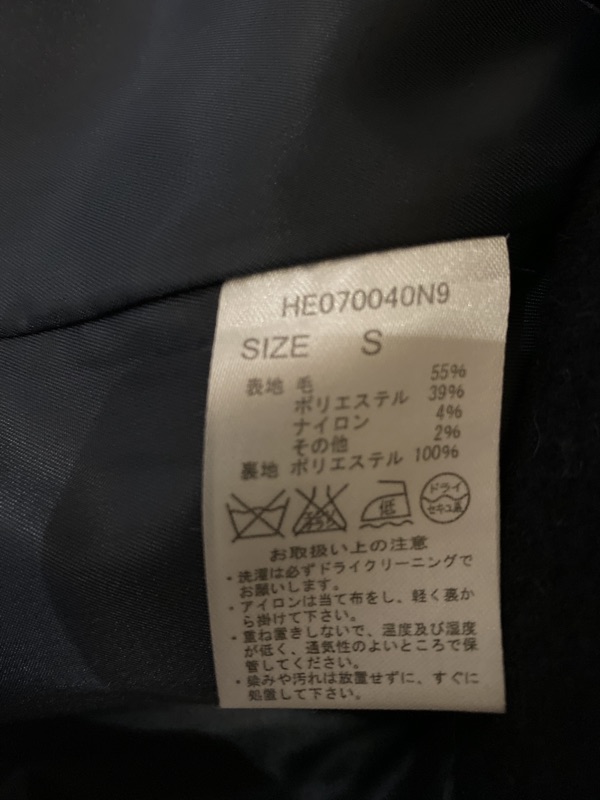 HE070040N9
SIZE S
表地 毛 55%
ポリエステル 39%
ナイロン 4%
その他 2%
裏地 ポリエステル 100%
エンソ
サラシ
低
ドライ
セキユ系
お取扱い上の注意
・洗濯は必ずドライクリーニングで
お願いします。
・アイロンは当て布をし、軽く裏か
ら掛けて下さい。
・重ね置きしないで、温度及び湿度
が低く、通気性のよいところで保
管してください。
・染みや汚れは放置せずに、すぐに
処置して下さい。